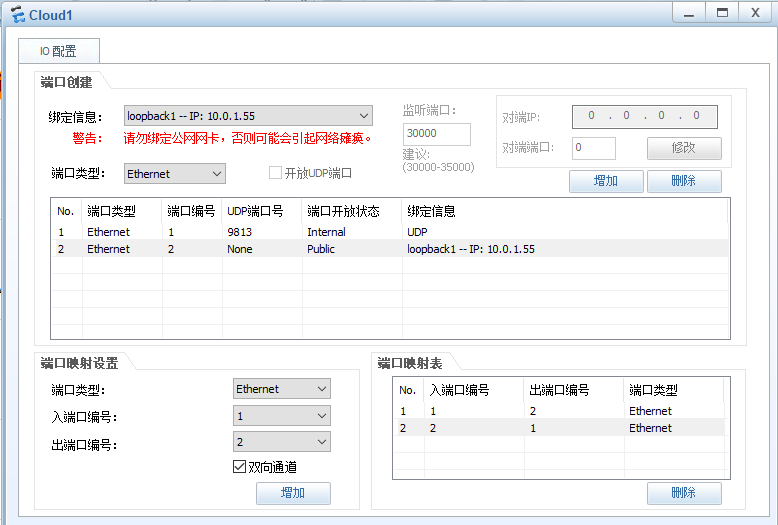 Cloud1
IO 配置
端口创建
绑定信息: loopback1 -- IP: 10.0.1.55
警告: 请勿绑定公网网卡，否则可能会引起网络瘫痪。
端口类型: Ethernet 开放UDP端口
监听端口:
30000
建议:
(30000-35000)
对端IP: 0 . 0 . 0 . 0
对端端口: 0 修改
增加 删除
No. 端口类型 端口编号 UDP端口号 端口开放状态 绑定信息
1 Ethernet 1 9813 Internal UDP
2 Ethernet 2 None Public loopback1 -- IP: 10.0.1.55
端口映射设置
端口类型: Ethernet
入端口编号: 1
出端口编号: 2
双向通道
增加
端口映射表
No. 入端口编号 出端口编号 端口类型
1 1 2 Ethernet
2 2 1 Ethernet
删除